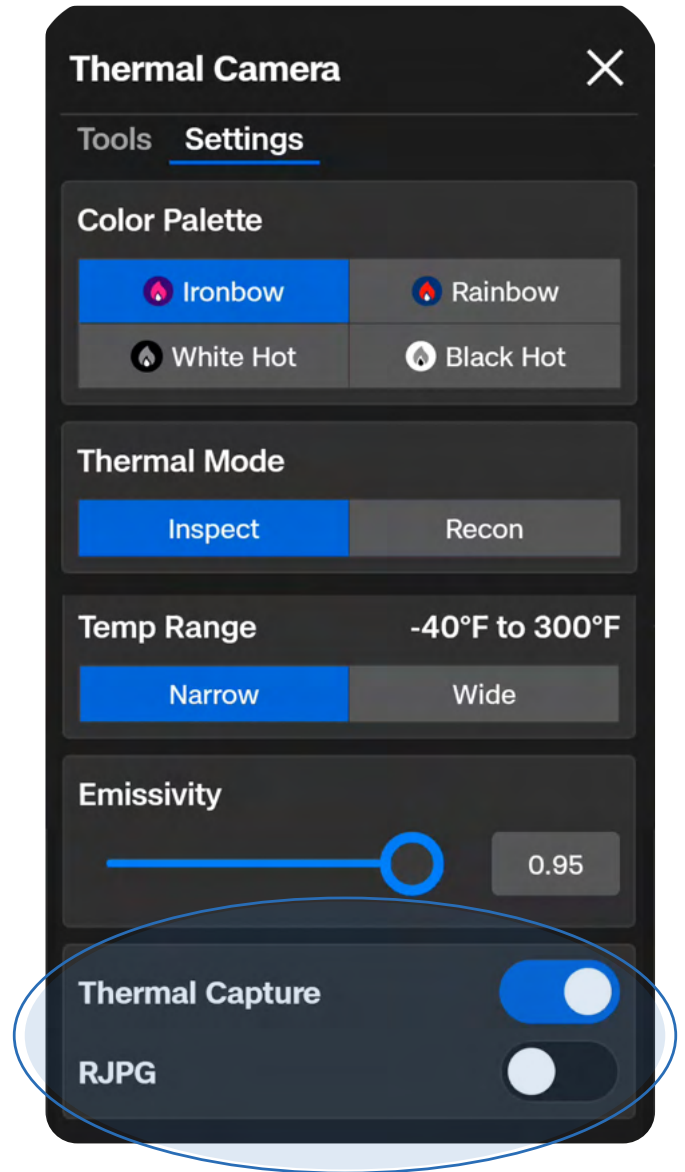 Thermal Camera
Tools Settings
Color Palette
Ironbow Rainbow
White Hot Black Hot
Thermal Mode
Inspect Recon
Temp Range -40°F to 300°F
Narrow Wide
Emissivity
0.95
Thermal Capture
RJPG